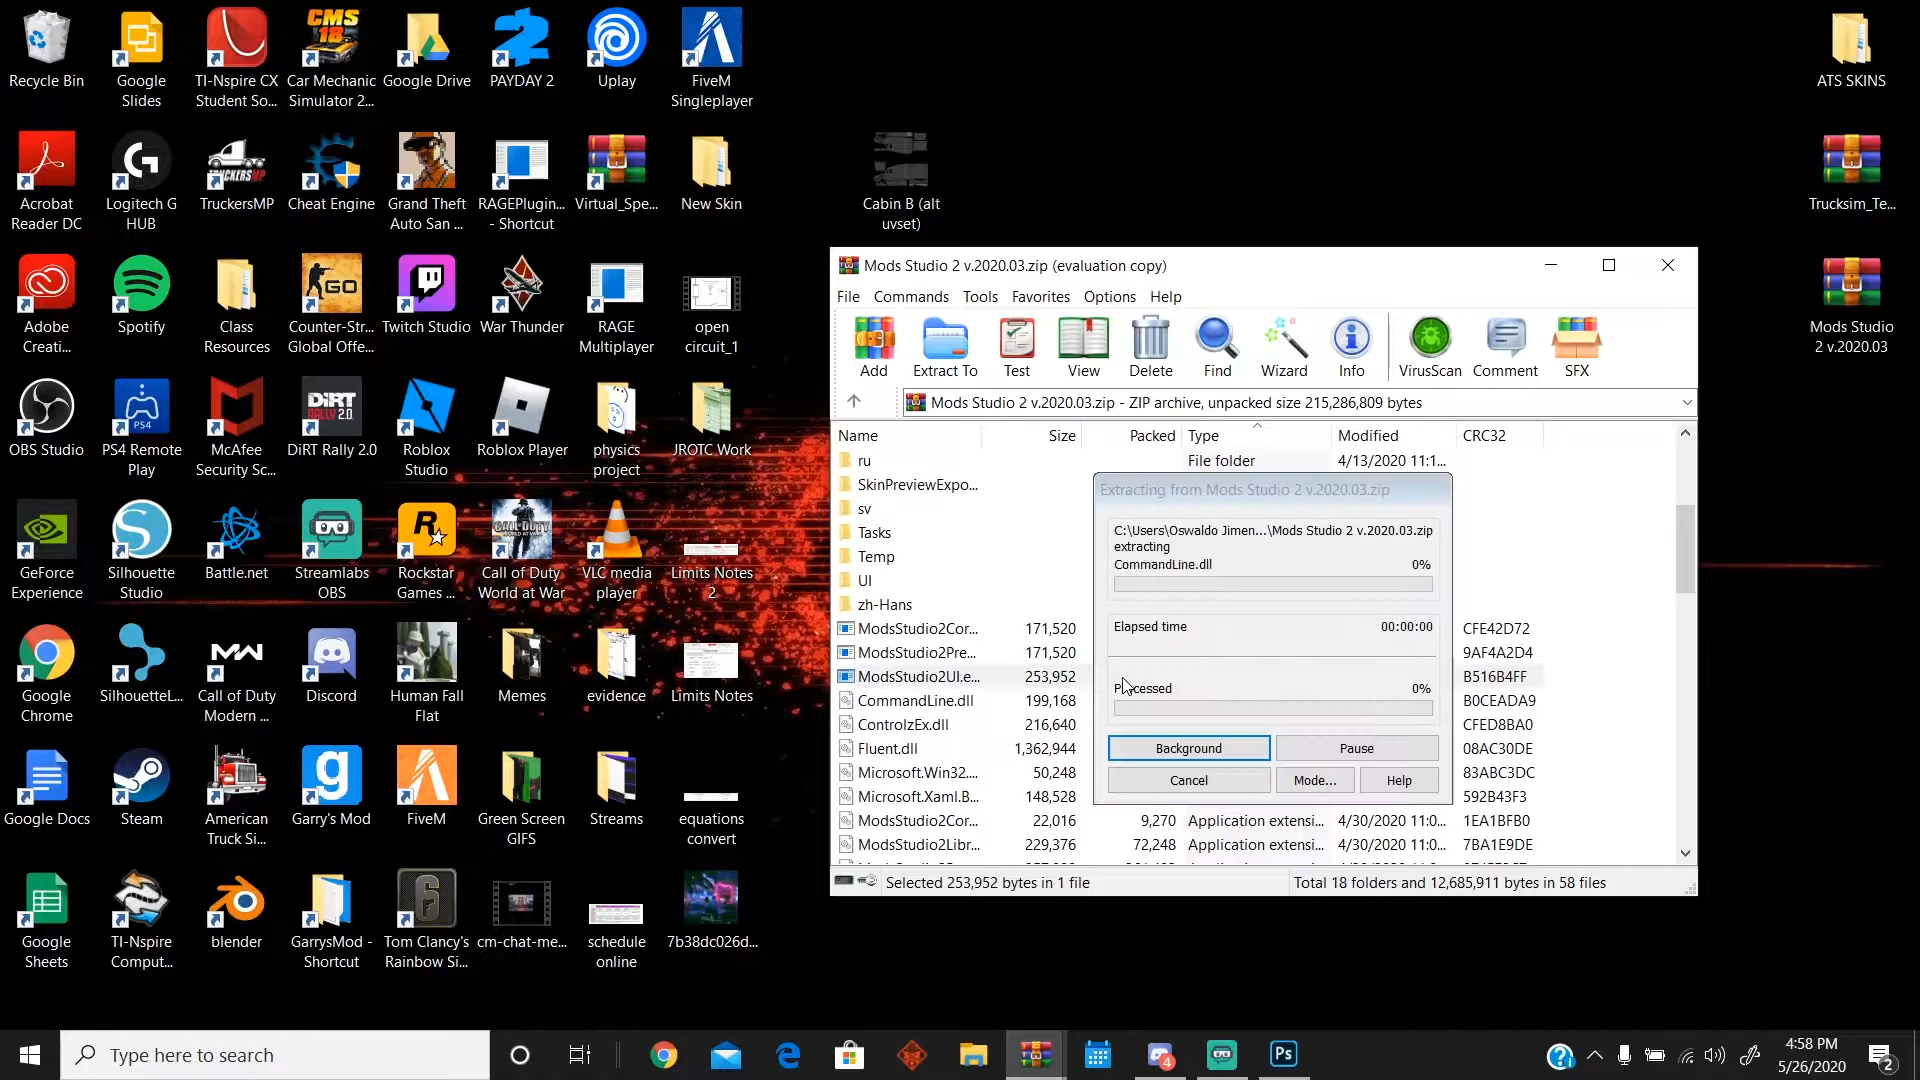 Recycle Bin
Google
Slides
TI-Nspire CX
Student So...
CMS
18
Car Mechanic
Simulator 2...
Google Drive
PAYDAY 2
Uplay
FiveM
Singleplayer
ATS SKINS
Acrobat
Reader DC
Logitech G
HUB
TruckersMP
Cheat Engine
Grand Theft
Auto San ...
RAGEPlugin...
- Shortcut
Virtual_Spe...
New Skin
Cabin B (alt
uvset)
Trucksim_Te...
Adobe
Creati...
Spotify
Class
Resources
GO
Counter-Str...
Global Offe...
Twitch Studio
War Thunder
RAGE
Multiplayer
open
circuit_1
Mods Studio
2 v.2020.03
OBS Studio
PS4
PS4 Remote
Play
McAfee
Security Sc...
DiRT
RALLY 2.0
DiRT Rally 2.0
Roblox
Studio
Roblox Player
physics
project
JROTC Work
GeForce
Experience
Silhouette
Studio
Battle.net
Streamlabs
OBS
Rockstar
Games ...
CALL OF DUTY
Call of Duty
World at War
VLC media
player
Limits Notes
2
Google
Chrome
SilhouetteL...
MW
Call of Duty
Modern ...
Discord
Human Fall
Flat
Memes
evidence
Limits Notes
Google Docs
Steam
American
Truck Si...
Garry's Mod
FiveM
Green Screen
GIFS
Streams
equations
convert
Google
Sheets
TI-Nspire
Comput...
blender
GarrysMod -
Shortcut
Tom Clancy's
Rainbow Si...
cm-chat-me...
schedule
online
7b38dc026d...
Mods Studio 2 v.2020.03.zip (evaluation copy)
File Commands Tools Favorites Options Help
Add Extract To Test View Delete Find Wizard Info VirusScan Comment SFX
Mods Studio 2 v.2020.03.zip - ZIP archive, unpacked size 215,286,809 bytes
Name Size Packed Type Modified CRC32
ru File folder 4/13/2020 11:1...
SkinPreviewExpo...
sv
Tasks
Temp
UI
zh-Hans
ModsStudio2Cor... 171,520 CFE42D72
ModsStudio2Pre... 171,520 9AF4A2D4
ModsStudio2UI.e... 253,952 B516B4FF
CommandLine.dll 199,168 B0CEADA9
ControlzEx.dll 216,640 CFED8BA0
Fluent.dll 1,362,944 08AC30DE
Microsoft.Win32.... 50,248 83ABC3DC
Microsoft.Xaml.B... 148,528 592B43F3
ModsStudio2Cor... 22,016 9,270 Application extensi... 4/30/2020 11:0... 1EA1BFB0
ModsStudio2Libr... 229,376 72,248 Application extensi... 4/30/2020 11:0... 7BA1E9DE
Selected 253,952 bytes in 1 file Total 18 folders and 12,685,911 bytes in 58 files
Extracting from Mods Studio 2 v.2020.03.zip
C:\Users\Oswaldo Jimen...\Mods Studio 2 v.2020.03.zip
extracting
CommandLine.dll 0%
Elapsed time 00:00:00
Processed 0%
Background Pause
Cancel Mode... Help
Type here to search
4
Ps
4:58 PM
5/26/2020
2